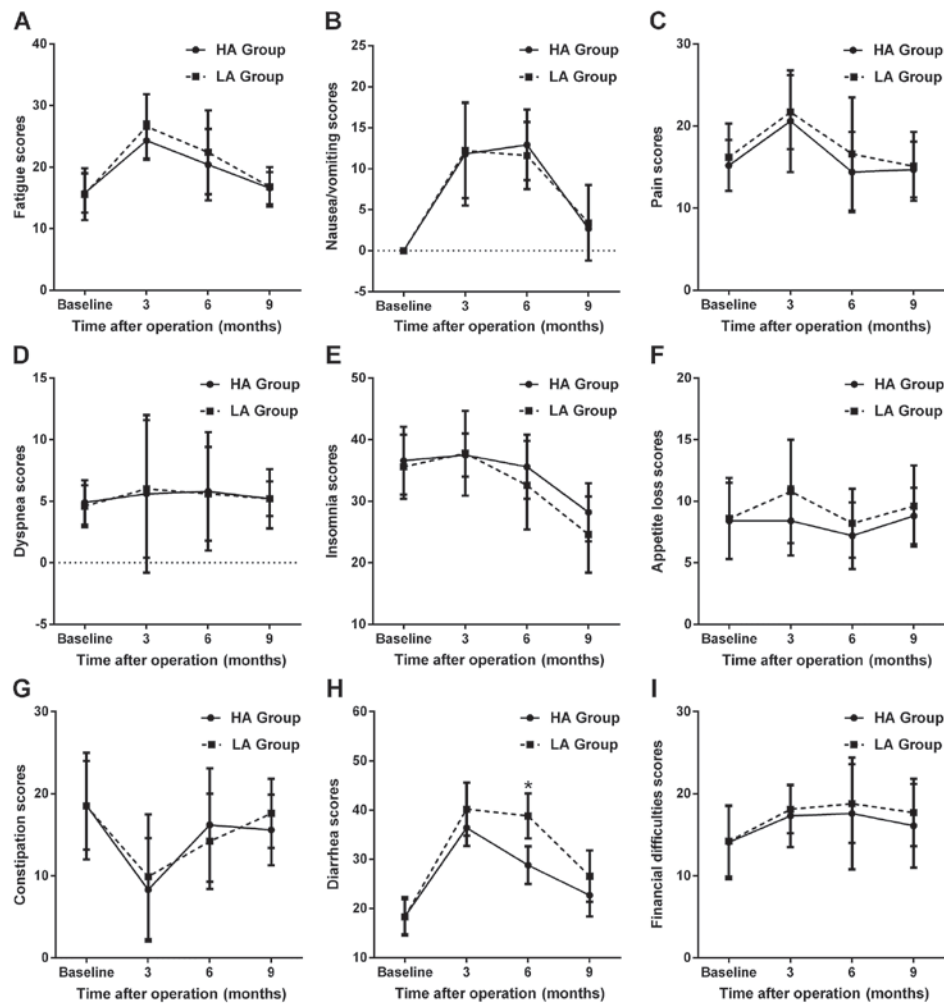 A
HA Group
LA Group
Fatigue scores
40
30
20
10
0
Baseline 3 6 9
Time after operation (months)
B
HA Group
LA Group
Nausea/vomiting scores
25
20
15
10
5
0
-5
Baseline 3 6 9
Time after operation (months)
C
HA Group
LA Group
Pain scores
30
20
10
0
Baseline 3 6 9
Time after operation (months)
D
HA Group
LA Group
Dyspnea scores
15
10
5
0
-5
Baseline 3 6 9
Time after operation (months)
E
HA Group
LA Group
Insomnia scores
50
40
30
20
10
Baseline 3 6 9
Time after operation (months)
F
HA Group
LA Group
Appetite loss scores
20
15
10
5
0
Baseline 3 6 9
Time after operation (months)
G
HA Group
LA Group
Constipation scores
30
20
10
0
Baseline 3 6 9
Time after operation (months)
H
HA Group
LA Group
Diarrhea scores
60
50
40
30
20
10
*
Baseline 3 6 9
Time after operation (months)
I
HA Group
LA Group
Financial difficulties scores
30
20
10
0
Baseline 3 6 9
Time after operation (months)